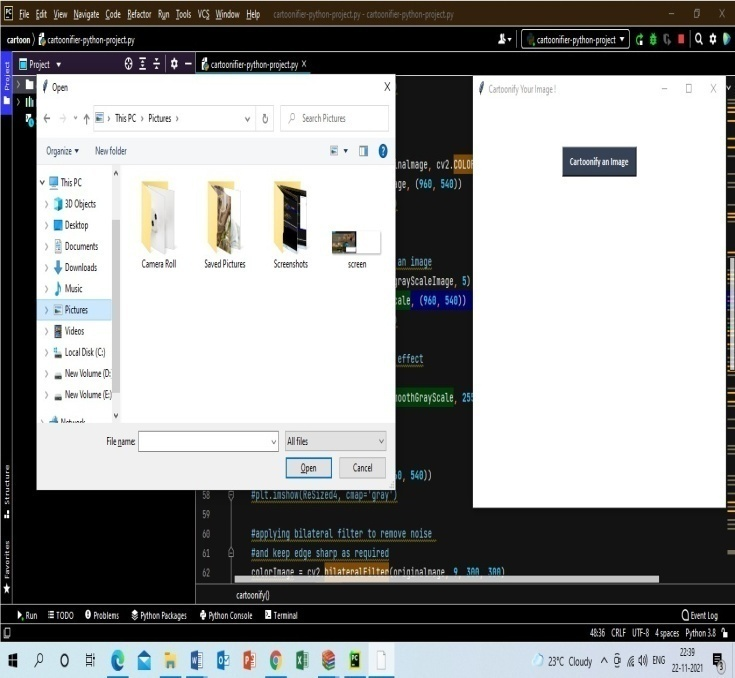 File Edit View Navigate Code Refactor Run Tools VCS Window Help cartoonifier-python-project.py - cartoonifier-python-project.py
cartoon cartoonifier-python-project.py
cartoonifier-python-project
Project
cartoonifier-python-project.py
Project
Open
This PC Pictures
Search Pictures
Organize New folder
This PC
3D Objects
Desktop
Documents
Downloads
Music
Pictures
Videos
Local Disk (C:)
New Volume (D:
New Volume (E:)
Network
Camera Roll
Saved Pictures
Screenshots
screen
File name:
All files
Open Cancel
Cartoonify Your Image !
Cartoonify an Image
inalmage, cv2.COLOR
ge, (960, 540))
an image
grayScaleImage, 5)
cale, (960, 540))
effect
moothGrayScale, 255
0, 540))
58 #plt.imshow(ReSized4, cmap='gray')
59
60 #applying bilateral filter to remove noise
61 #and keep edge sharp as required
62 colorImage = cv2.bilateralFilter(originalmage, 9, 300, 300)
cartoonify()
Structure
Favorites
Run TODO Problems Python Packages Python Console Terminal Event Log
48:36 CRLF UTF-8 4 spaces Python 3.8
23°C Cloudy ENG
22:39
22-11-2021